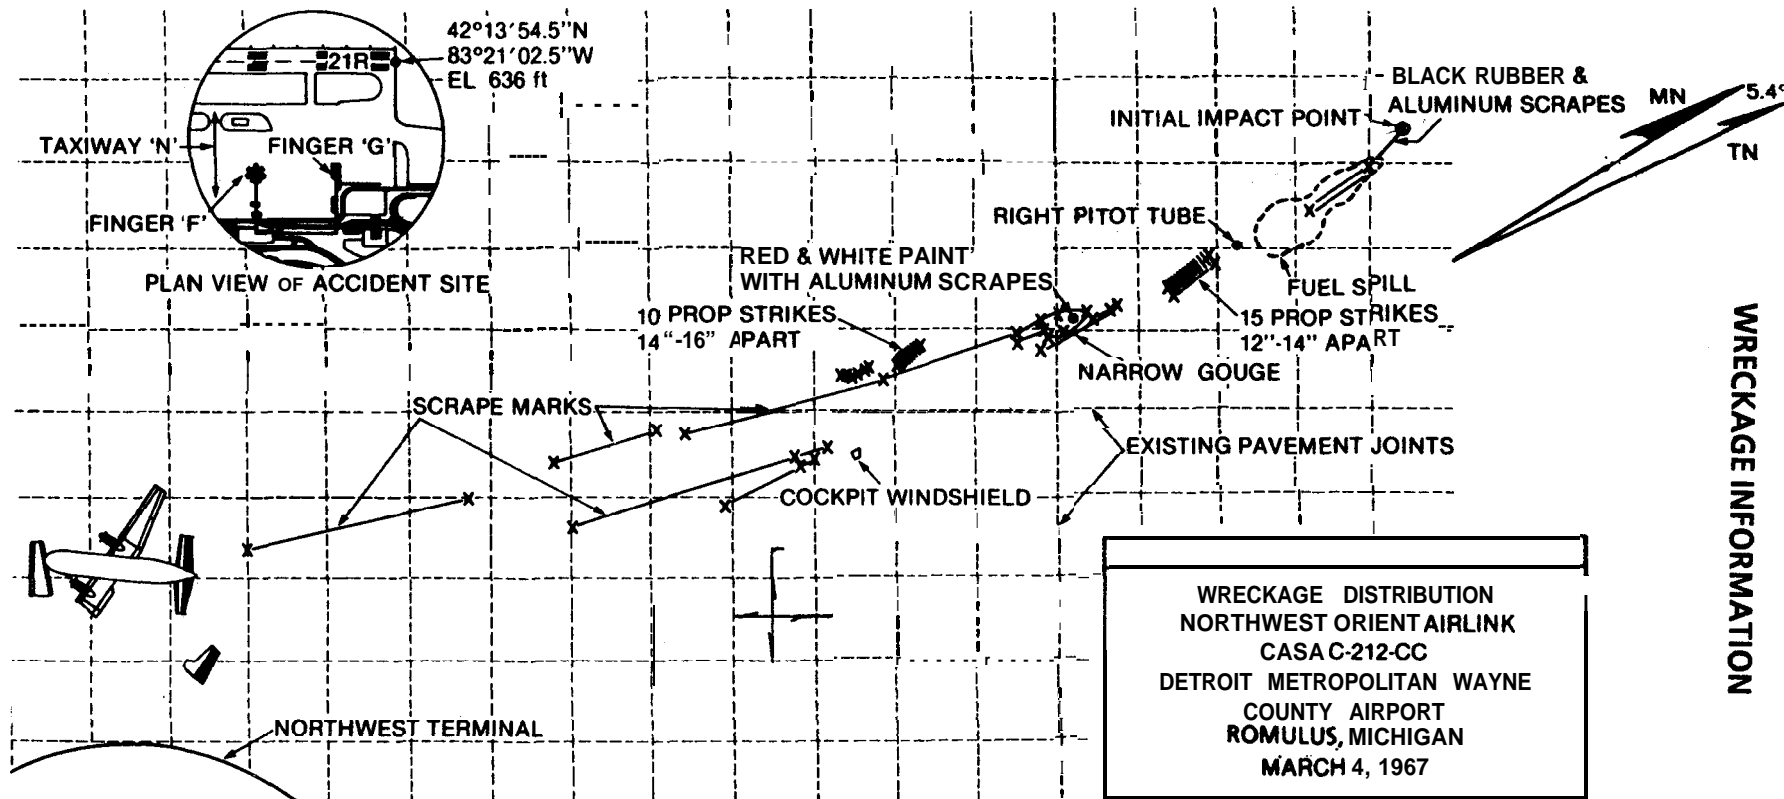 42°13'54.5"N
83°21'02.5"W
EL 636 ft
21R
TAXIWAY 'N'
FINGER 'G'
FINGER 'F'
PLAN VIEW OF ACCIDENT SITE
BLACK RUBBER &
ALUMINUM SCRAPES
INITIAL IMPACT POINT
MN
5.4°
TN
RIGHT PITOT TUBE
RED & WHITE PAINT
WITH ALUMINUM SCRAPES
FUEL SPILL
10 PROP STRIKES
14"-16" APART
15 PROP STRIKES
12"-14" APART
NARROW GOUGE
SCRAPE MARKS
EXISTING PAVEMENT JOINTS
COCKPIT WINDSHIELD
NORTHWEST TERMINAL
WRECKAGE DISTRIBUTION
NORTHWEST ORIENT AIRLINK
CASA C-212-CC
DETROIT METROPOLITAN WAYNE
COUNTY AIRPORT
ROMULUS, MICHIGAN
MARCH 4, 1967
WRECKAGE INFORMATION